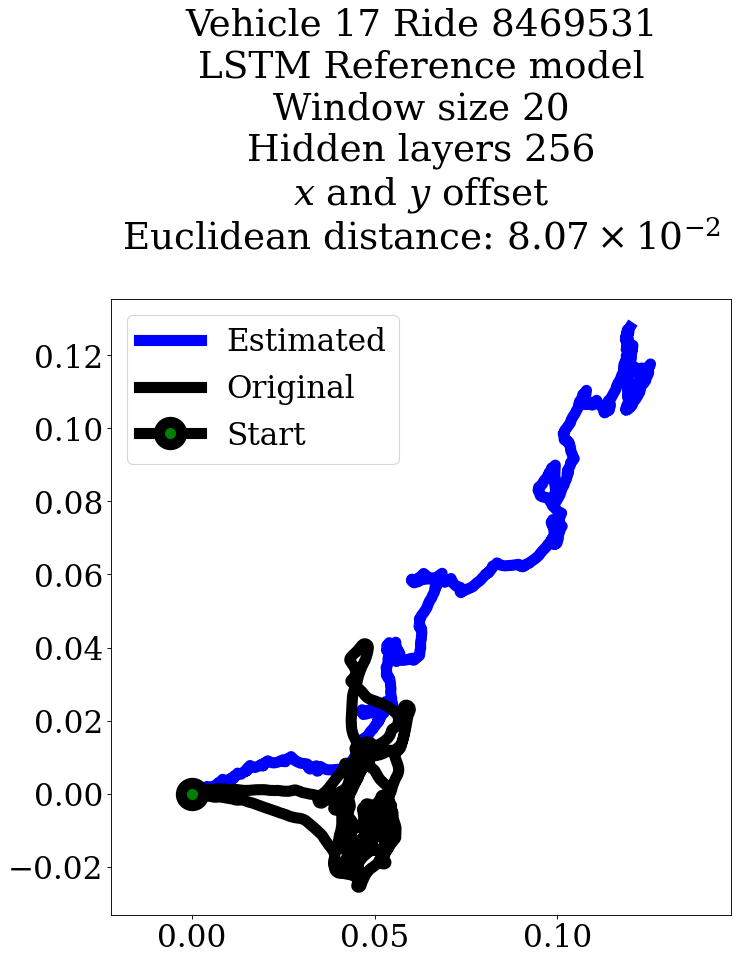 Vehicle 17 Ride 8469531
LSTM Reference model
Window size 20
Hidden layers 256
x and y offset
Euclidean distance: 8.07 × 10⁻²
Estimated
Original
Start
0.12
0.10
0.08
0.06
0.04
0.02
0.00
−0.02
0.00 0.05 0.10